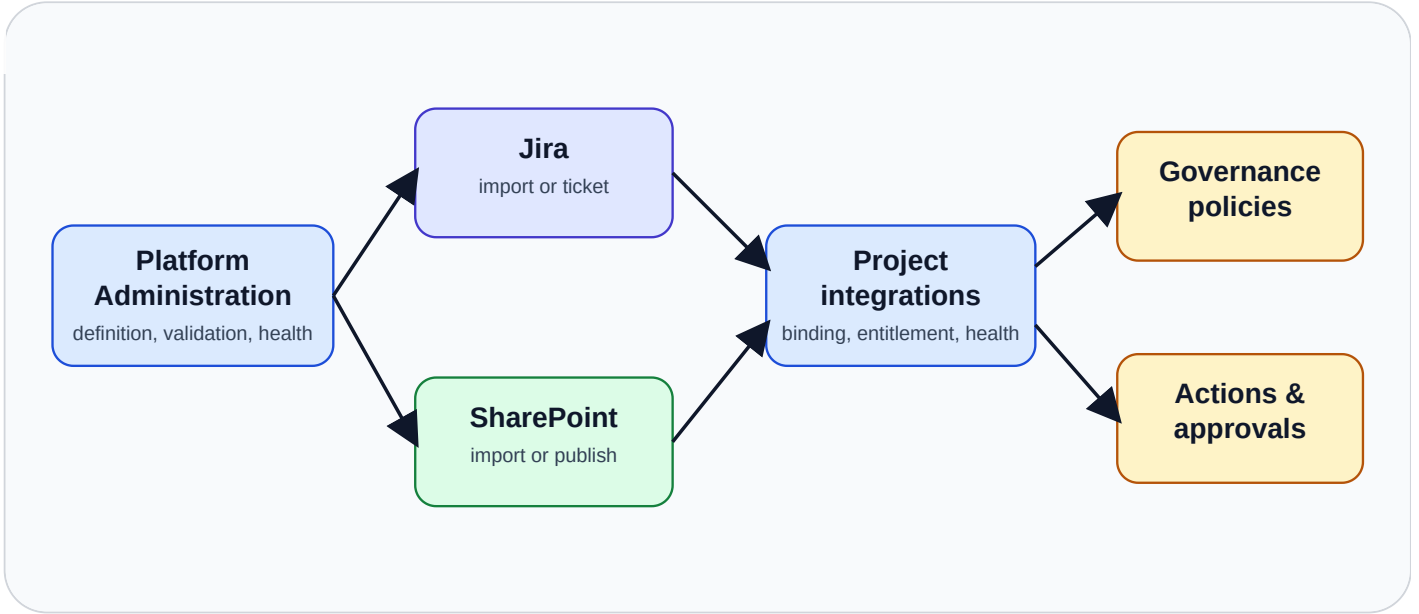 Platform
Administration
definition, validation, health
Jira
import or ticket
SharePoint
import or publish
Project
integrations
binding, entitlement, health
Governance
policies
Actions &
approvals